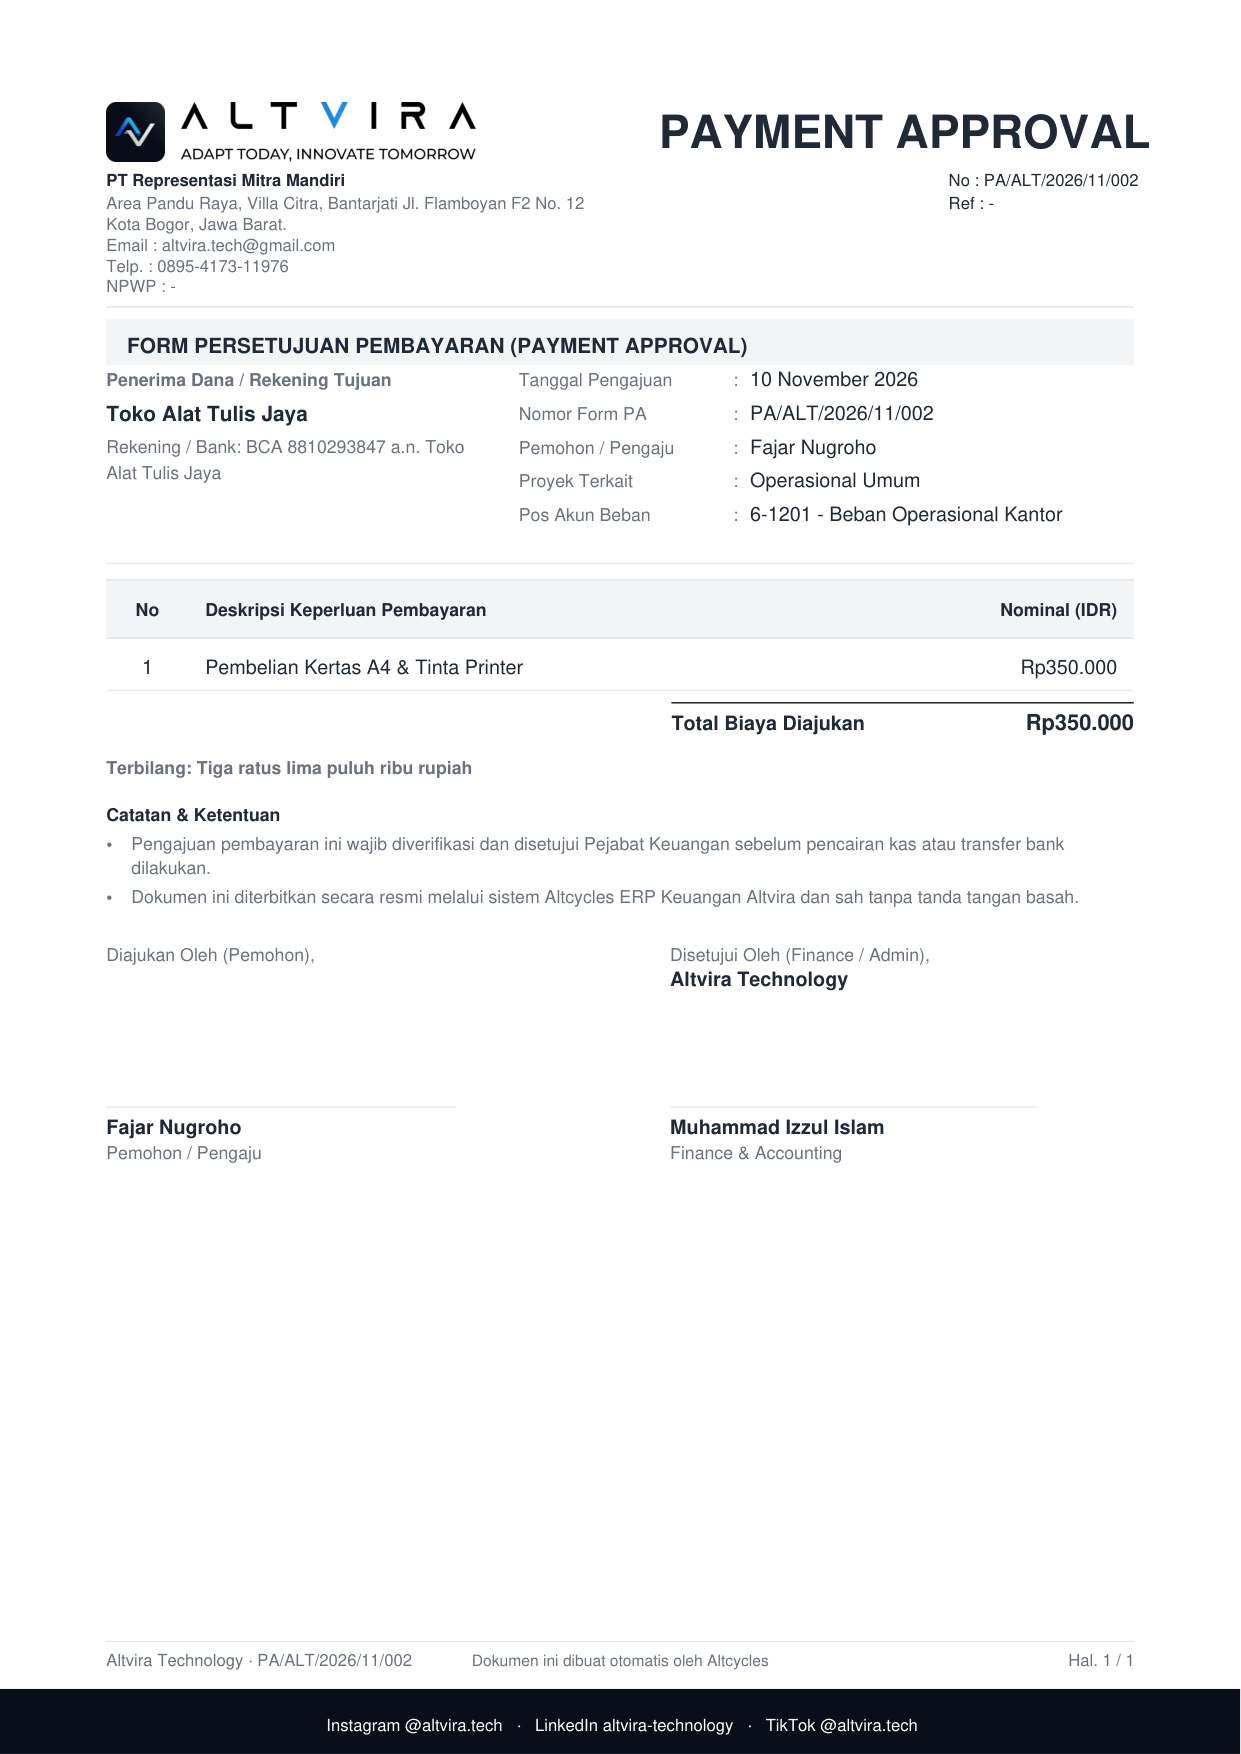 ALTVIRA
ADAPT TODAY, INNOVATE TOMORROW
PAYMENT APPROVAL
PT Representasi Mitra Mandiri
Area Pandu Raya, Villa Citra, Bantarjati Jl. Flamboyan F2 No. 12
Kota Bogor, Jawa Barat.
Email : altvira.tech@gmail.com
Telp. : 0895-4173-11976
NPWP : -
No : PA/ALT/2026/11/002
Ref : -
FORM PERSETUJUAN PEMBAYARAN (PAYMENT APPROVAL)
Penerima Dana / Rekening Tujuan
Toko Alat Tulis Jaya
Rekening / Bank: BCA 8810293847 a.n. Toko
Alat Tulis Jaya
Tanggal Pengajuan : 10 November 2026
Nomor Form PA : PA/ALT/2026/11/002
Pemohon / Pengaju : Fajar Nugroho
Proyek Terkait : Operasional Umum
Pos Akun Beban : 6-1201 - Beban Operasional Kantor
No Deskripsi Keperluan Pembayaran Nominal (IDR)
1 Pembelian Kertas A4 & Tinta Printer Rp350.000
Total Biaya Diajukan Rp350.000
Terbilang: Tiga ratus lima puluh ribu rupiah
Catatan & Ketentuan
• Pengajuan pembayaran ini wajib diverifikasi dan disetujui Pejabat Keuangan sebelum pencairan kas atau transfer bank
dilakukan.
• Dokumen ini diterbitkan secara resmi melalui sistem Altcycles ERP Keuangan Altvira dan sah tanpa tanda tangan basah.
Diajukan Oleh (Pemohon),
Fajar Nugroho
Pemohon / Pengaju
Disetujui Oleh (Finance / Admin),
Altvira Technology
Muhammad Izzul Islam
Finance & Accounting
Altvira Technology · PA/ALT/2026/11/002 Dokumen ini dibuat otomatis oleh Altcycles Hal. 1 / 1
Instagram @altvira.tech · LinkedIn altvira-technology · TikTok @altvira.tech